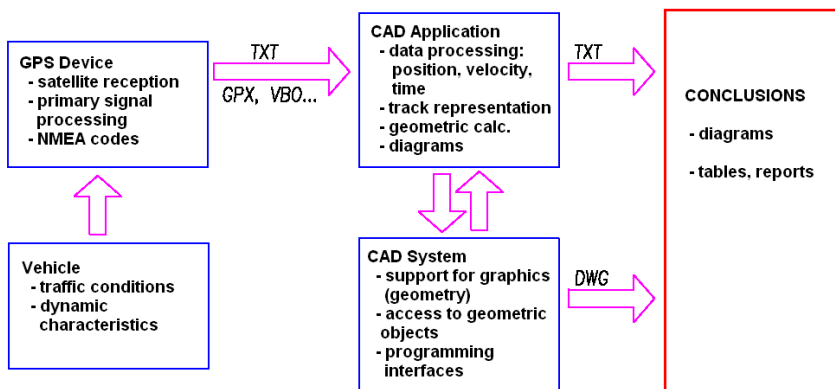 GPS Device
- satellite reception
- primary signal
processing
- NMEA codes
TXT
GPX, VBO...
CAD Application
- data processing:
position, velocity,
time
- track representation
- geometric calc.
- diagrams
TXT
CONCLUSIONS
- diagrams
- tables, reports
Vehicle
- traffic conditions
- dynamic
characteristics
CAD System
- support for graphics
(geometry)
- access to geometric
objects
- programming
interfaces
DWG